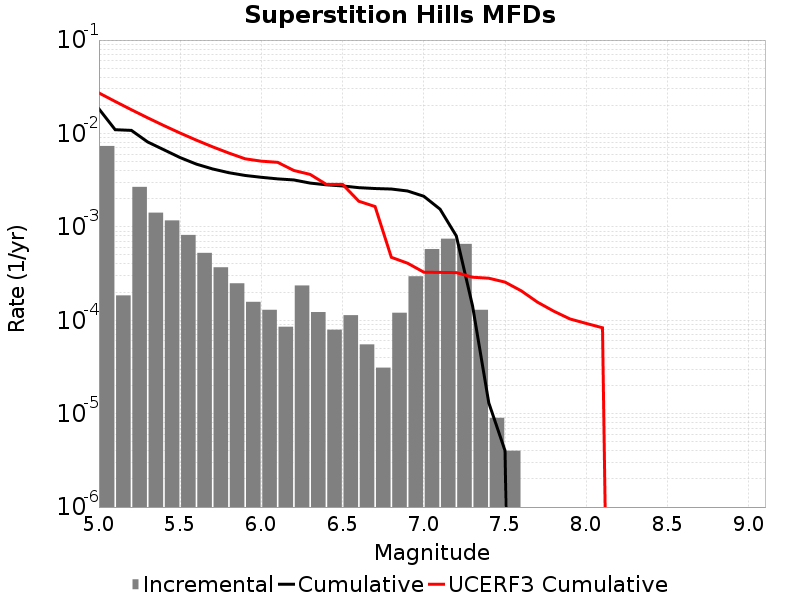 Superstition Hills MFDs
10-1
10-2
10-3
10-4
10-5
10-6
Rate (1/yr)
5.0 5.5 6.0 6.5 7.0 7.5 8.0 8.5 9.0
Magnitude
Incremental Cumulative UCERF3 Cumulative